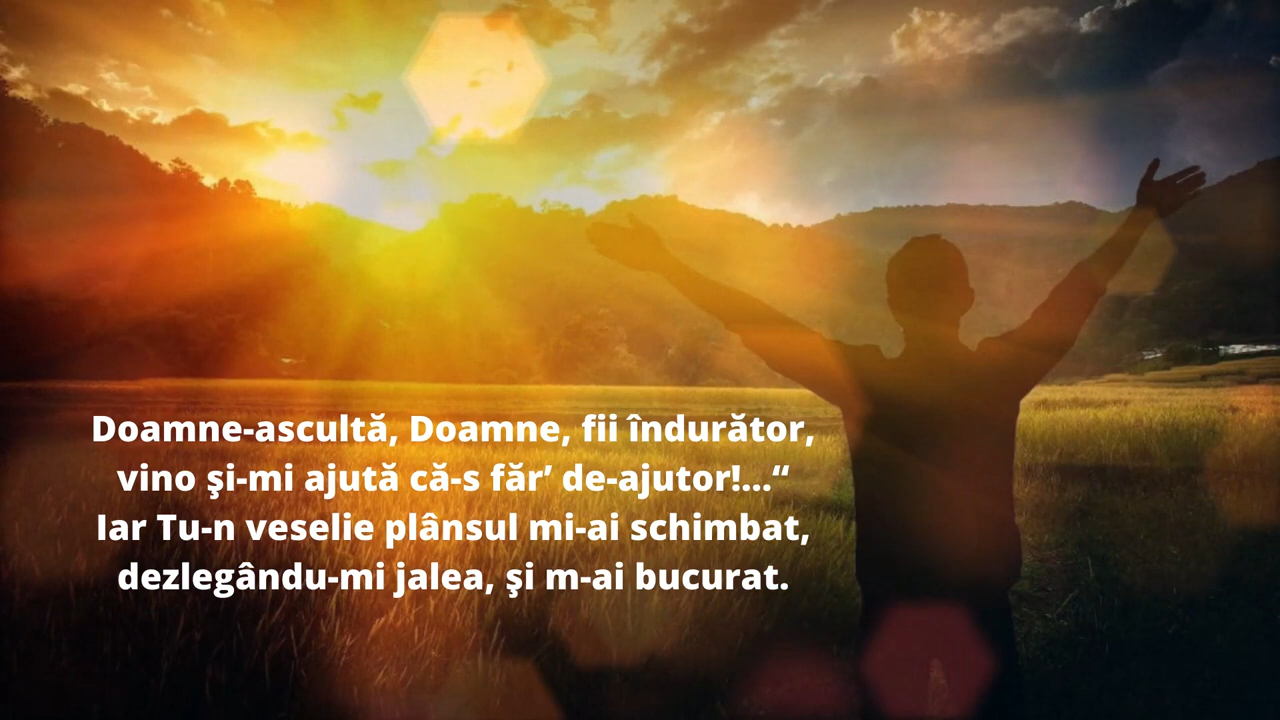 Doamne-ascultă, Doamne, fii îndurător,
vino şi-mi ajută că-s făr’ de-ajutor!...“
Iar Tu-n veselie plânsul mi-ai schimbat,
dezlegându-mi jalea, şi m-ai bucurat.